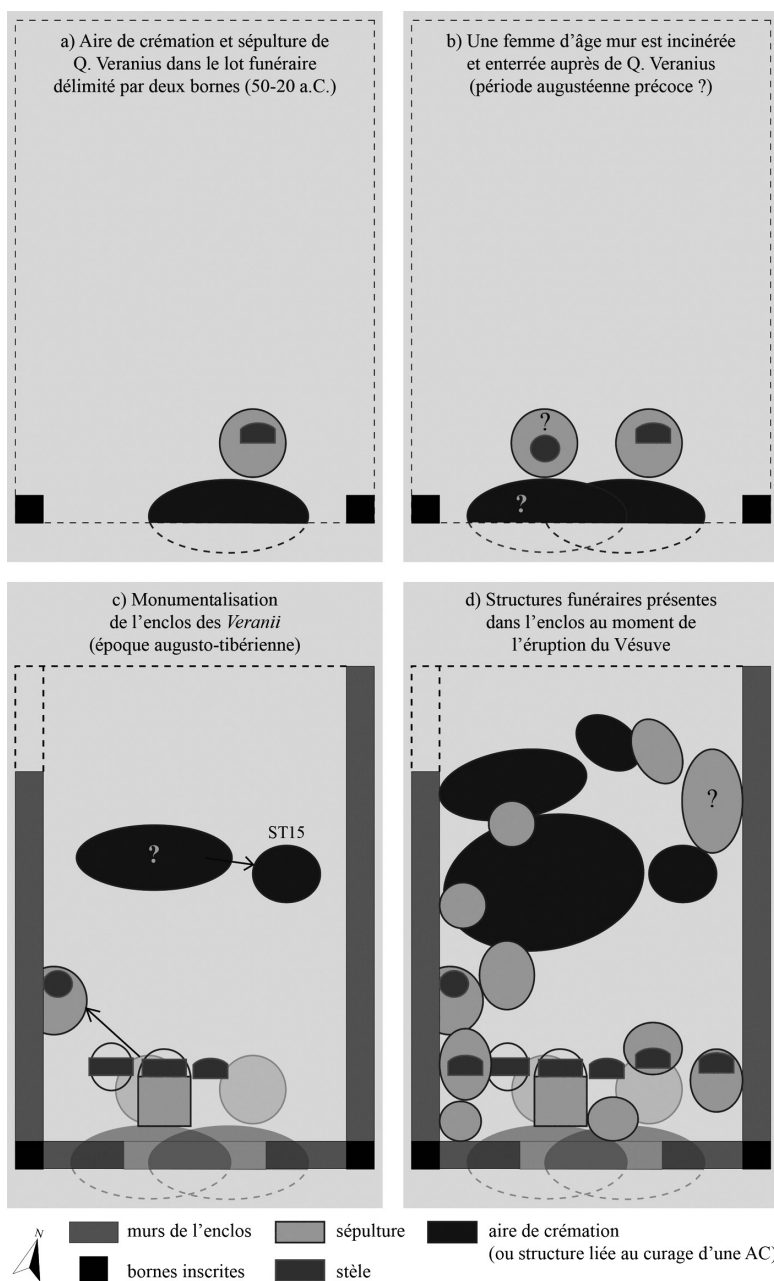 a) Aire de crémation et sépulture de
Q. Veranius dans le lot funéraire
délimité par deux bornes (50-20 a.C.)
b) Une femme d’âge mur est incinérée
et enterrée auprès de Q. Veranius
(période augustéenne précoce ?)
?
?
c) Monumentalisation
de l’enclos des Veranii
(époque augusto-tibérienne)
?
ST15
d) Structures funéraires présentes
dans l’enclos au moment de
l’éruption du Vésuve
?
N
murs de l’enclos
sépulture
aire de crémation
(ou structure liée au curage d’une AC)
bornes inscrites
stèle